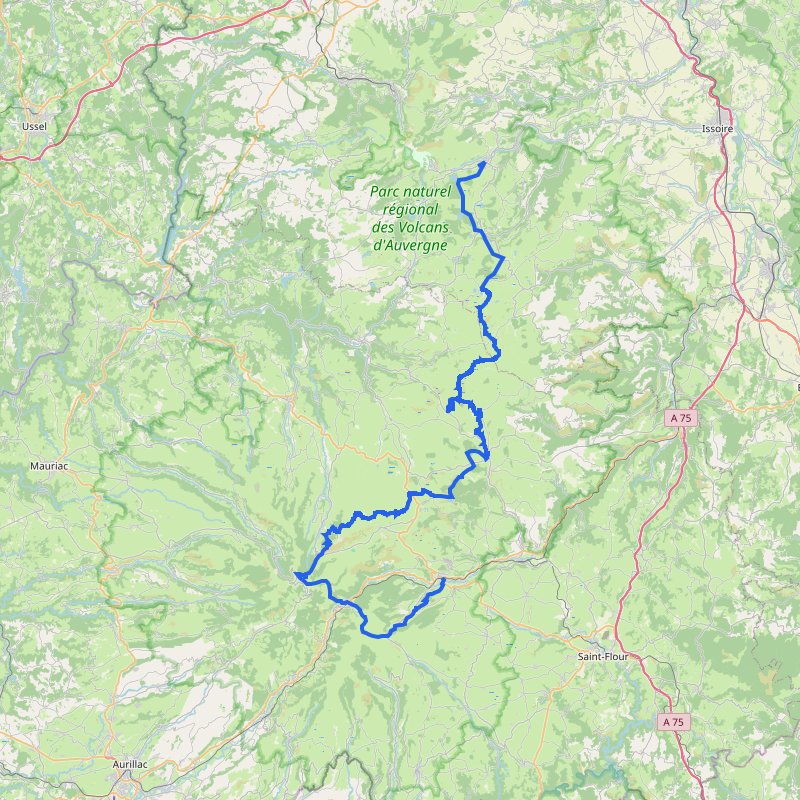 Ussel
Issoire
Parc naturel
régional
des Volcans
d'Auvergne
A 75
Mauriac
Saint-Flour
A 75
Aurillac